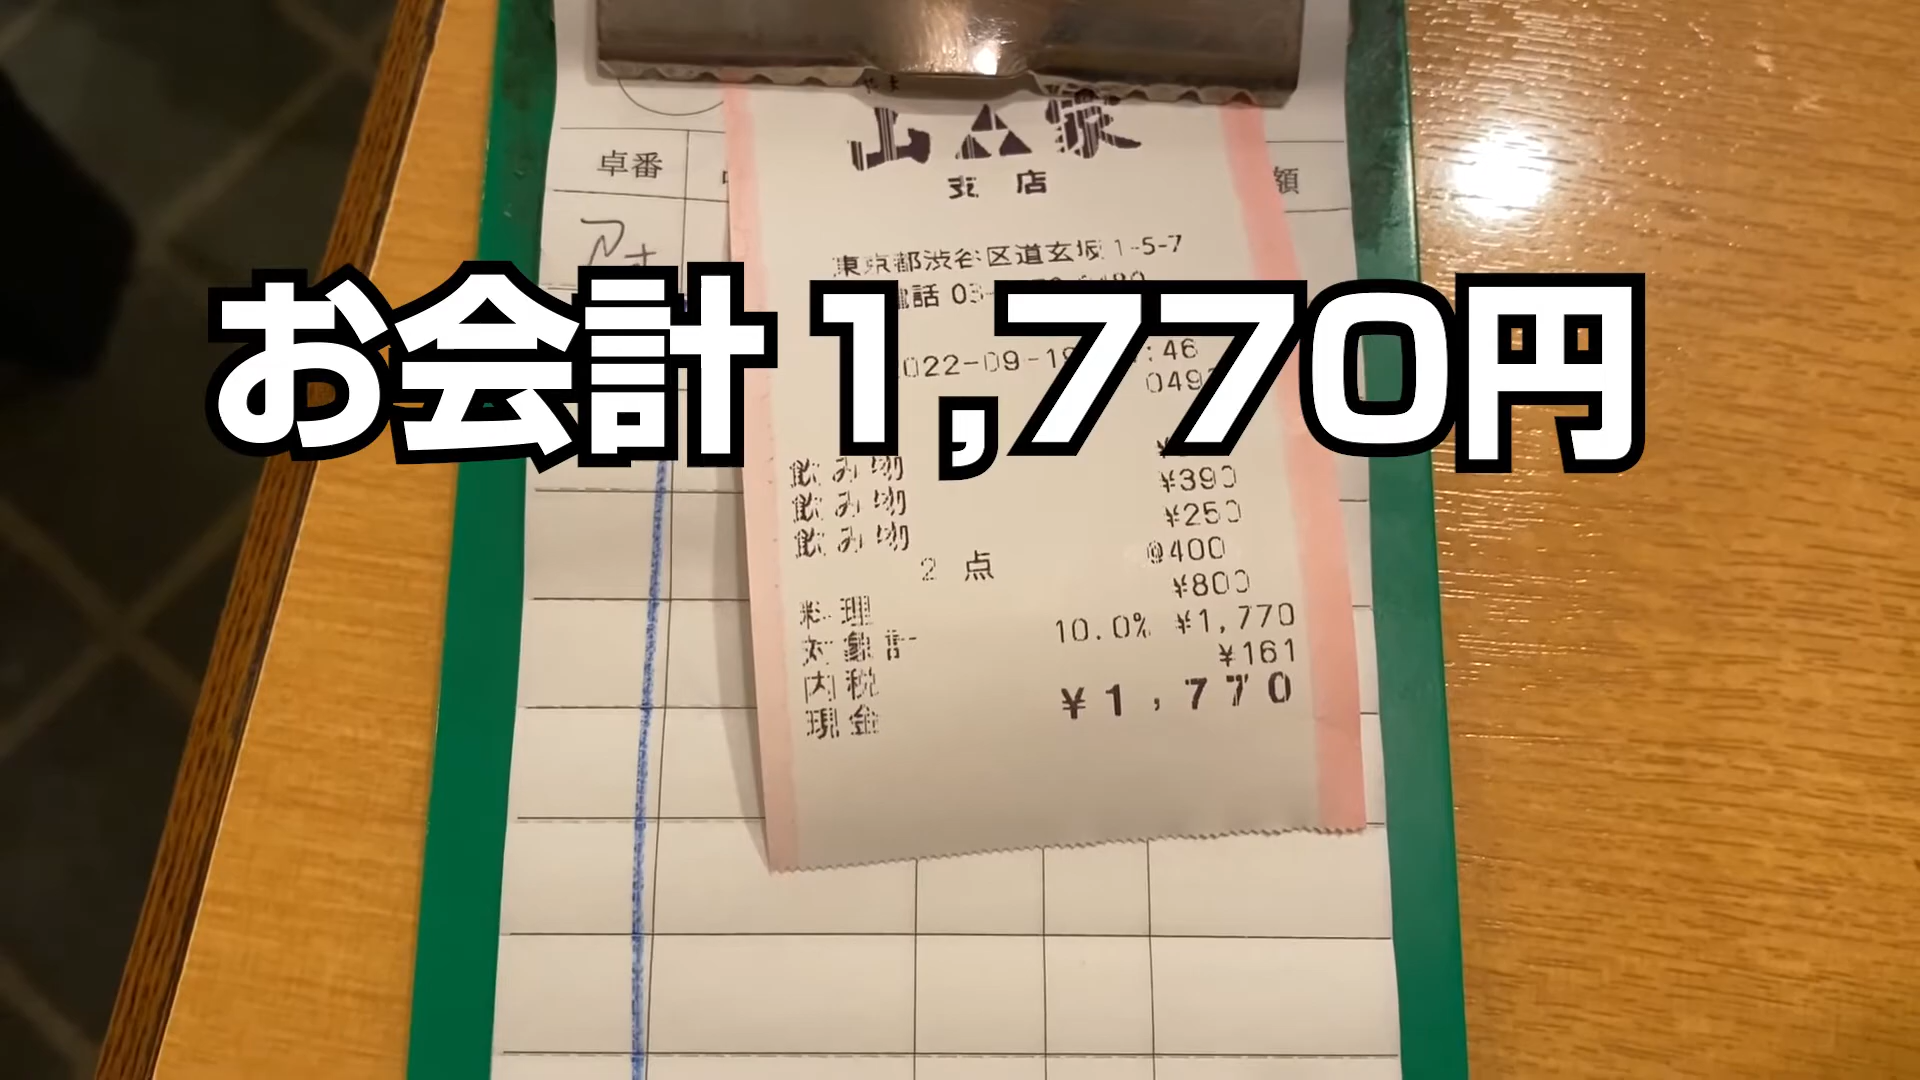 山家
支店
卓番
額
東京都渋谷区道玄坂1-5-7
電話 03-
2022-09-19
:46
お会計1,770円
飲み物 ¥390
飲み物 ¥250
飲み物
2 点 @400
¥800
料理
対象計 10.0% ¥1,770
内税 ¥161
現金 ¥1,770